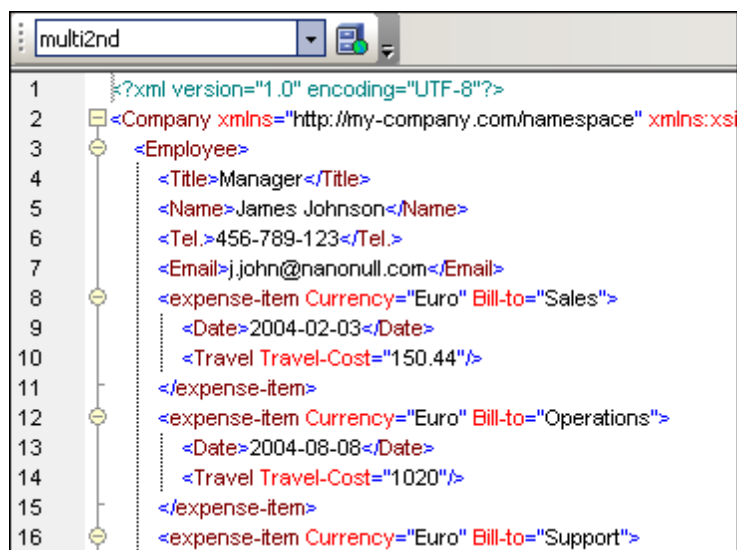 multi2nd
1 <?xml version="1.0" encoding="UTF-8"?>
2 <Company xmlns="http://my-company.com/namespace" xmlns:xsi
3 <Employee>
4 <Title>Manager</Title>
5 <Name>James Johnson</Name>
6 <Tel.>456-789-123</Tel.>
7 <Email>j.john@nanonull.com</Email>
8 <expense-item Currency="Euro" Bill-to="Sales">
9 <Date>2004-02-03</Date>
10 <Travel Travel-Cost="150.44"/>
11 </expense-item>
12 <expense-item Currency="Euro" Bill-to="Operations">
13 <Date>2004-08-08</Date>
14 <Travel Travel-Cost="1020"/>
15 </expense-item>
16 <expense-item Currency="Euro" Bill-to="Support">